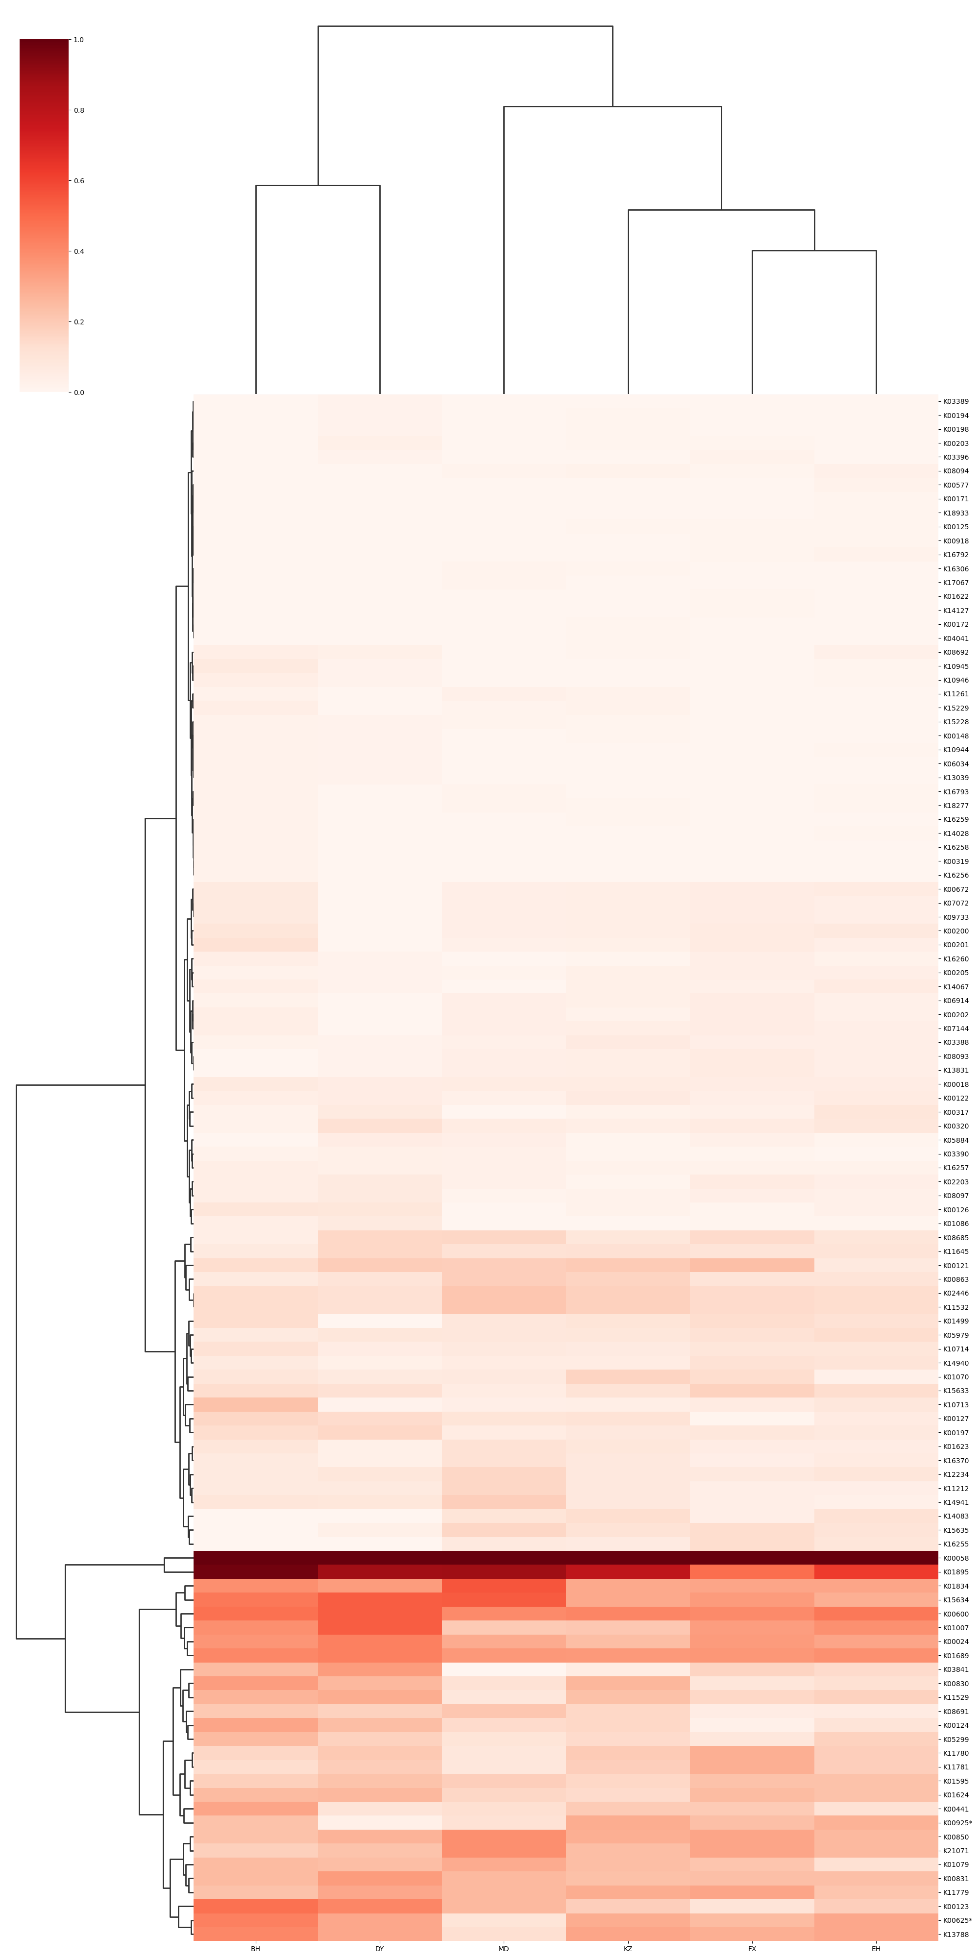 1.0
0.8
0.6
0.4
0.2
0.0
K03389
K00194
K00198
K00203
K03396
K08094
K00577
K00171
K18933
K00125
K00918
K16792
K16306
K17067
K01622
K14127
K00172
K04041
K08692
K10945
K10946
K11261
K15229
K15228
K00148
K10944
K06034
K13039
K16793
K18277
K16259
K14028
K16258
K00319
K16256
K00672
K07072
K09733
K00200
K00201
K16260
K00205
K14067
K06914
K00202
K07144
K03388
K08093
K13831
K00018
K00122
K00317
K00320
K05884
K03390
K16257
K02203
K08097
K00126
K01086
K08685
K11645
K00121
K00863
K02446
K11532
K01499
K05979
K10714
K14940
K01070
K15633
K10713
K00127
K00197
K01623
K16370
K12234
K11212
K14941
K14083
K15635
K16255
K00058
K01895
K01834
K15634
K00600
K01007
K00024
K01689
K03841
K00830
K11529
K08691
K00124
K05299
K11780
K11781
K01595
K01624
K00441
K00925*
K00850
K21071
K01079
K00831
K11779
K00123
K00625*
K13788
BH DY MD KZ FX EH